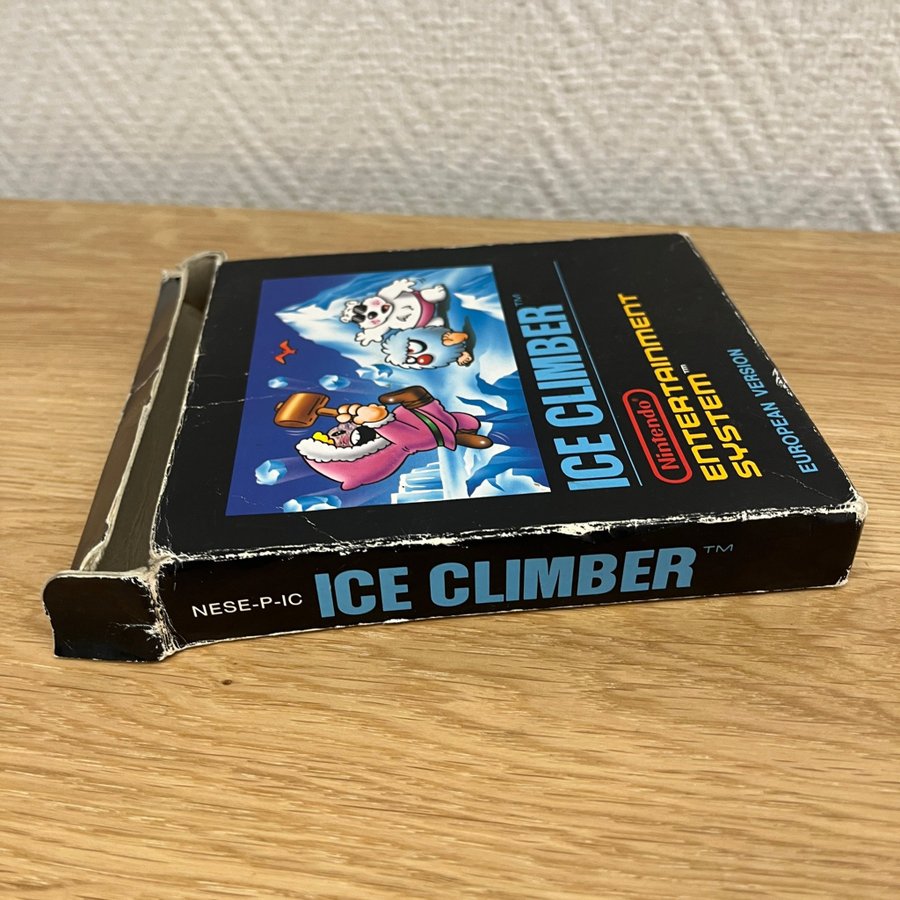 ICE CLIMBER™
Nintendo®
ENTERTAINMENT
SYSTEM™
EUROPEAN VERSION
NESE-P-IC ICE CLIMBER™